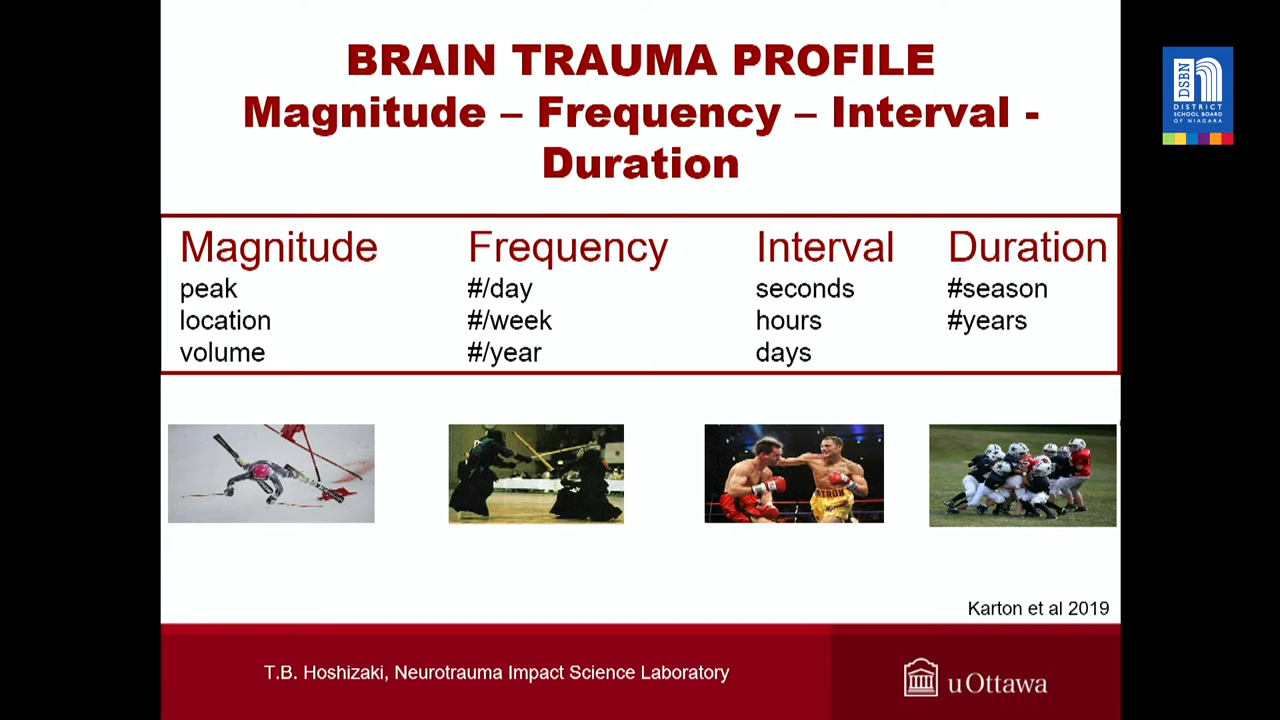 BRAIN TRAUMA PROFILE
Magnitude – Frequency – Interval -
Duration
Magnitude
peak
location
volume
Frequency
#/day
#/week
#/year
Interval
seconds
hours
days
Duration
#season
#years
Karton et al 2019
T.B. Hoshizaki, Neurotrauma Impact Science Laboratory
uOttawa
DSBN
DISTRICT
SCHOOL BOARD
OF NIAGARA